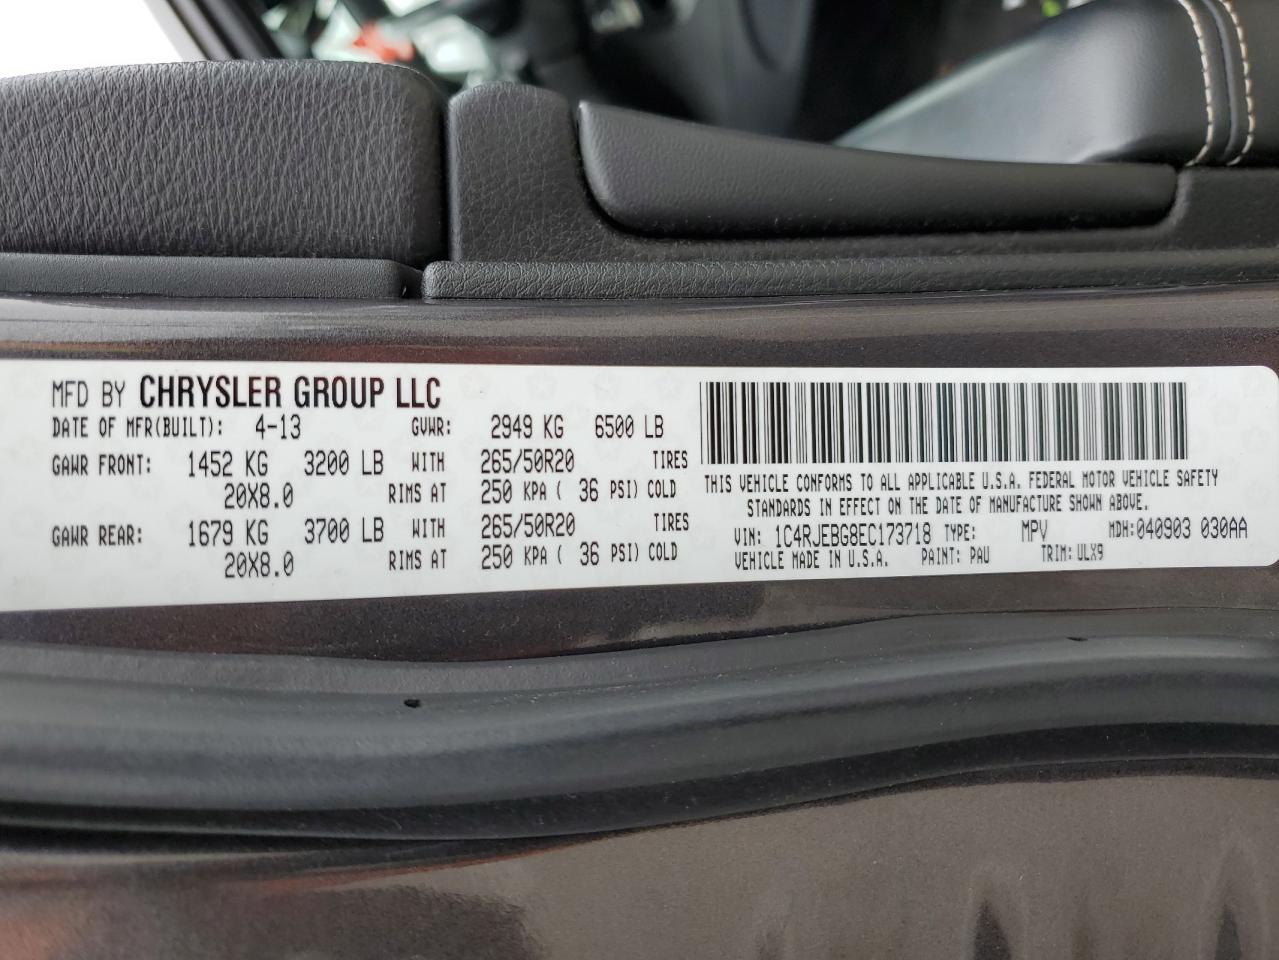 MFD BY CHRYSLER GROUP LLC
DATE OF MFR(BUILT): 4-13 GVWR: 2949 KG 6500 LB
GAWR FRONT: 1452 KG 3200 LB WITH 265/50R20 TIRES
20X8.0 RIMS AT 250 KPA ( 36 PSI) COLD
GAWR REAR: 1679 KG 3700 LB WITH 265/50R20 TIRES
20X8.0 RIMS AT 250 KPA ( 36 PSI) COLD
THIS VEHICLE CONFORMS TO ALL APPLICABLE U.S.A. FEDERAL MOTOR VEHICLE SAFETY
STANDARDS IN EFFECT ON THE DATE OF MANUFACTURE SHOWN ABOVE.
VIN: 1C4RJEBG8EC173718 TYPE: MPV MDH:040903 030AA
VEHICLE MADE IN U.S.A. PAINT: PAU TRIM: ULX9